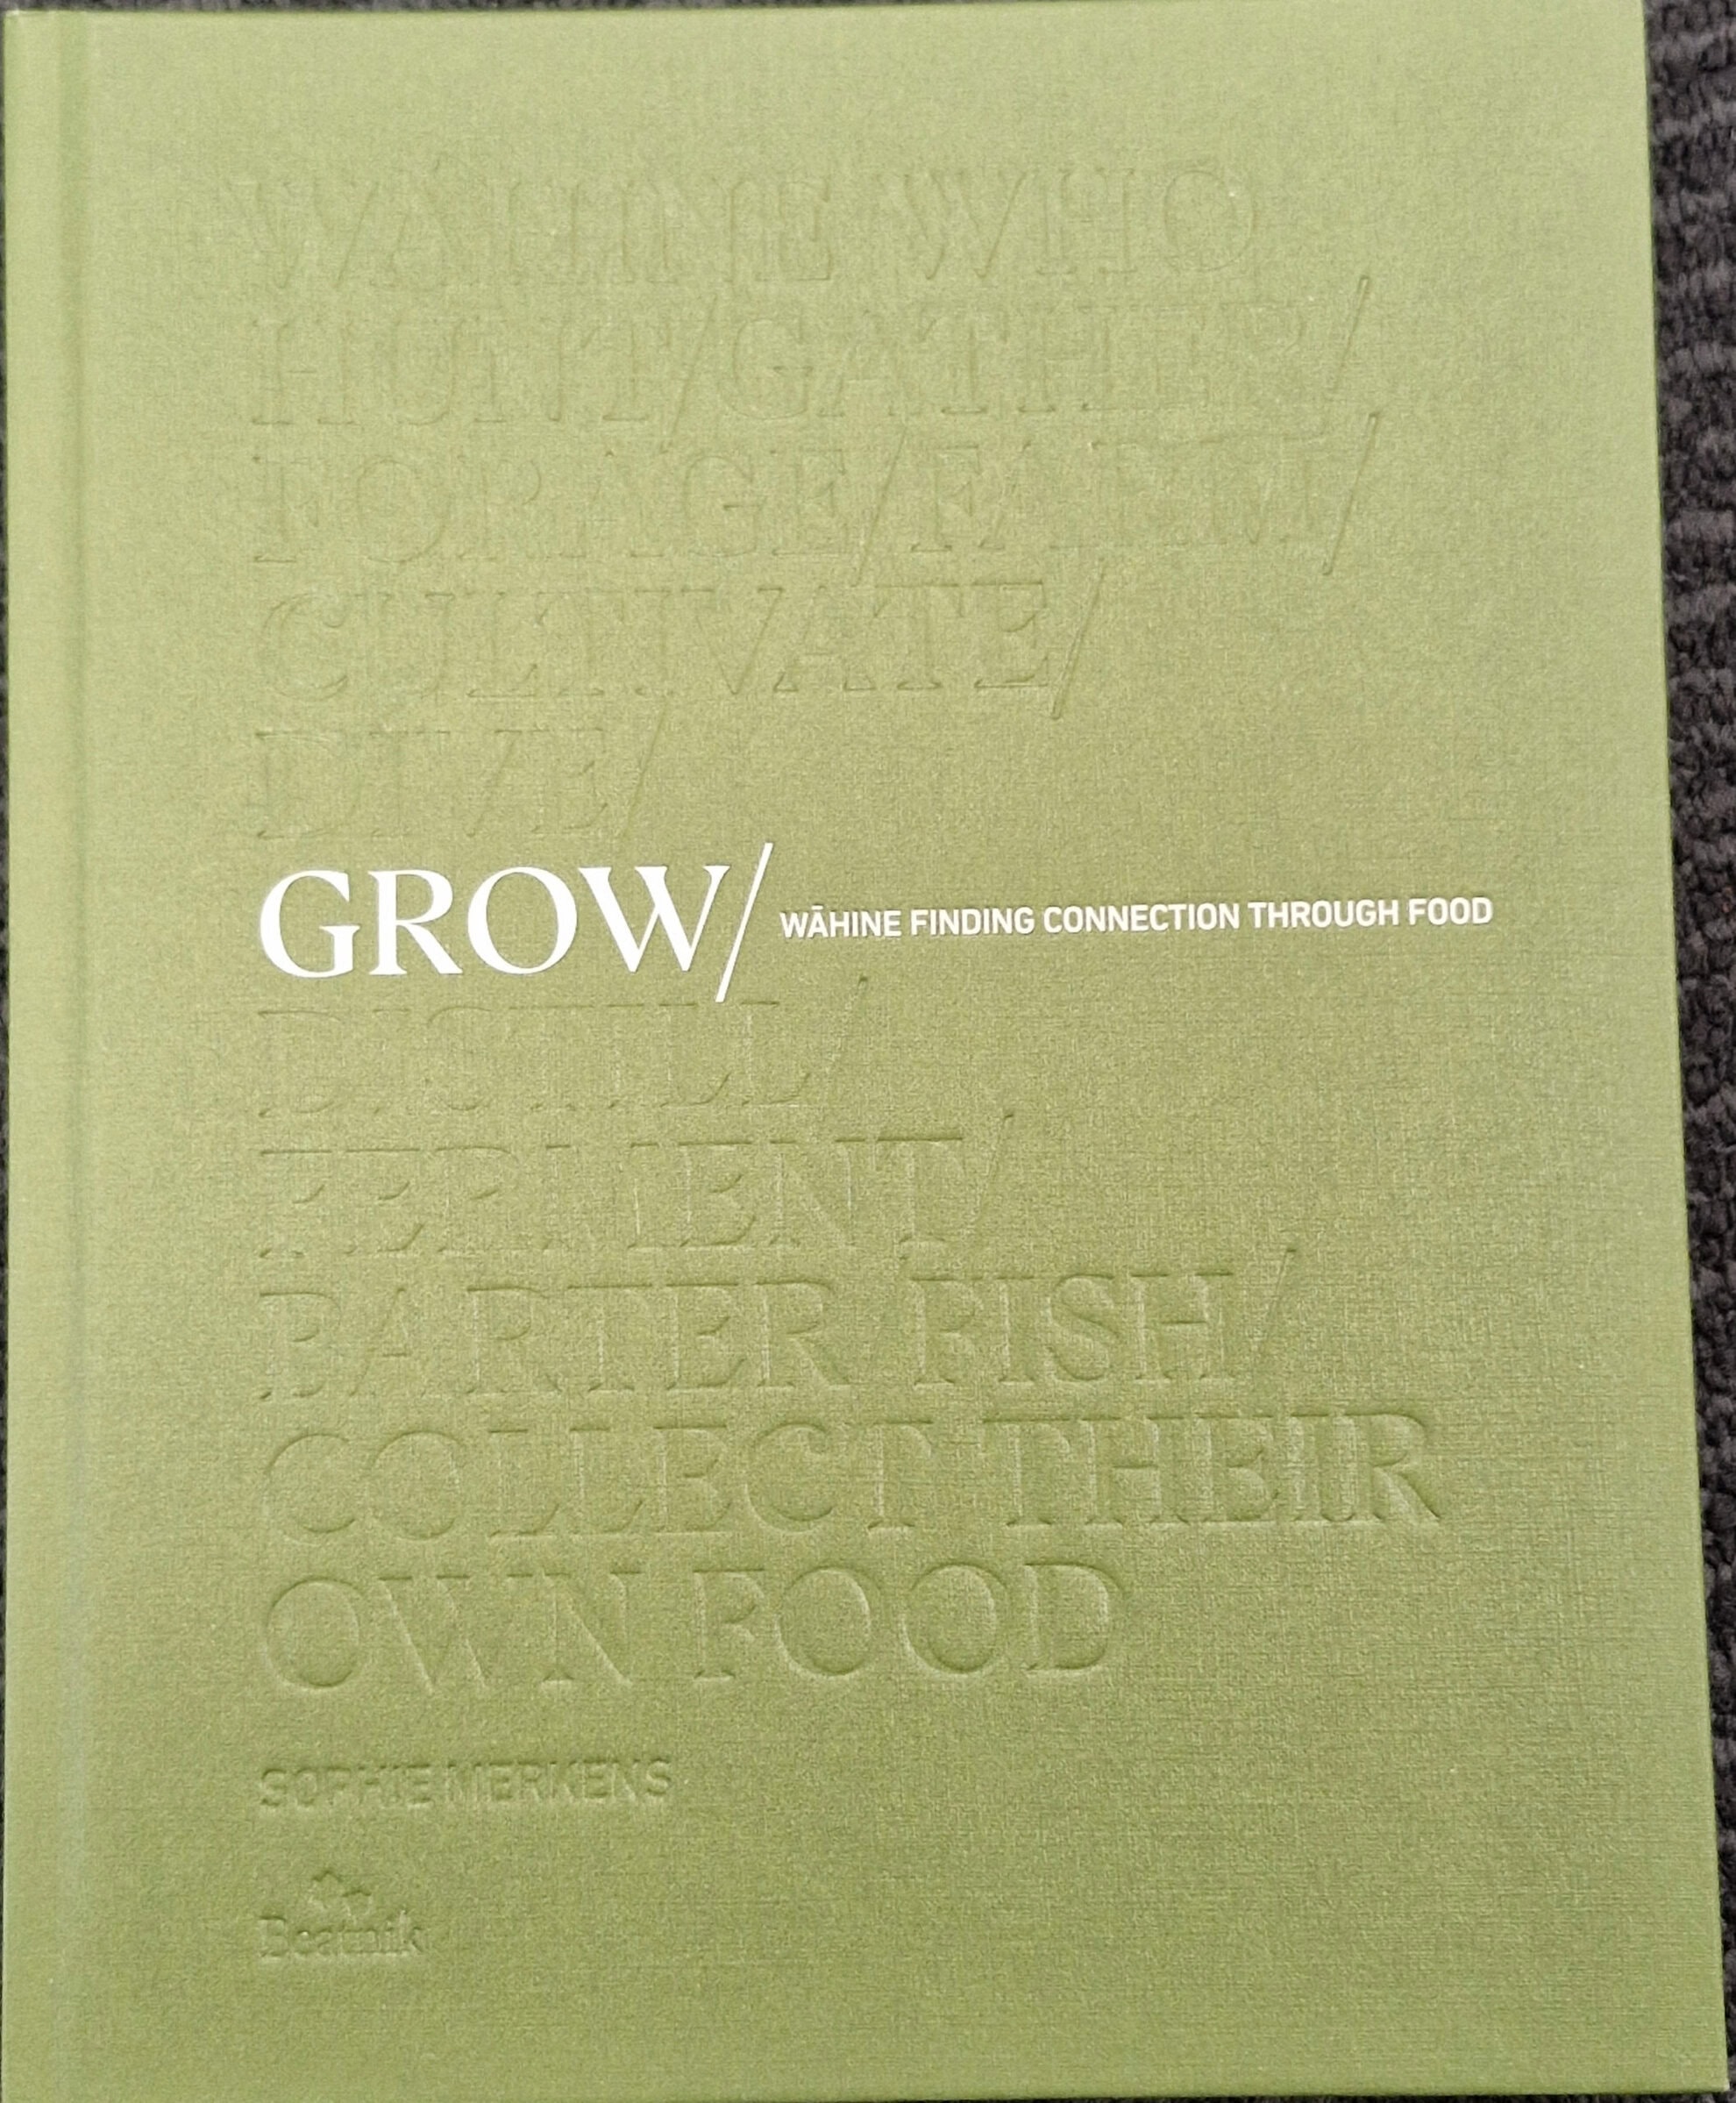 WĀHINE WHO
HUNT/GATHER/
FORAGE/FARM/
CULTIVATE/
DIVE/
GROW/ WĀHINE FINDING CONNECTION THROUGH FOOD
DISTILL/
FERMENT/
BARTER/FISH/
COLLECT THEIR
OWN FOOD
SOPHIE MERKENS
Beatnik